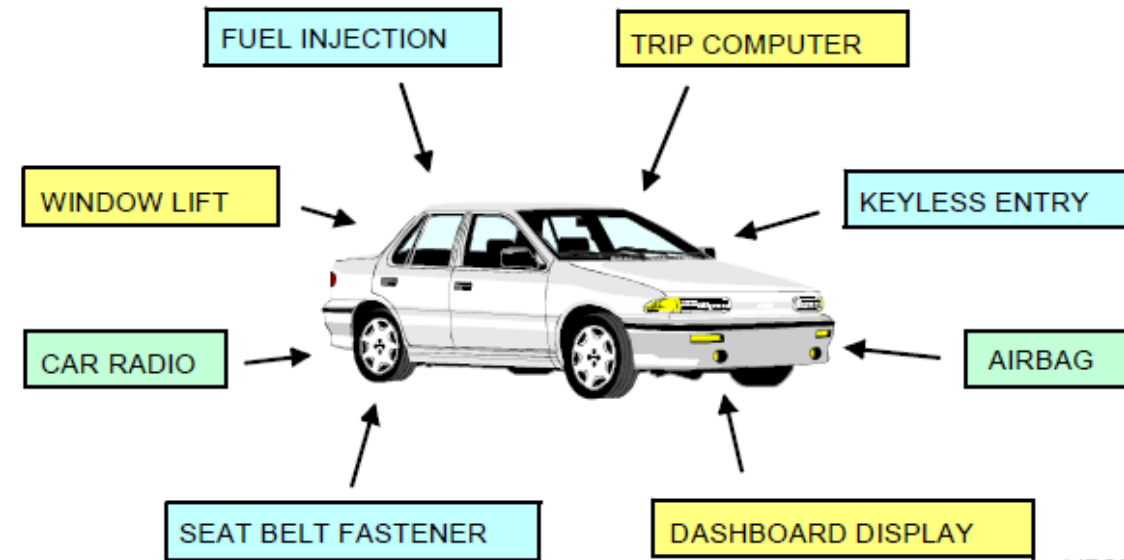 FUEL INJECTION
TRIP COMPUTER
WINDOW LIFT
KEYLESS ENTRY
CAR RADIO
AIRBAG
SEAT BELT FASTENER
DASHBOARD DISPLAY